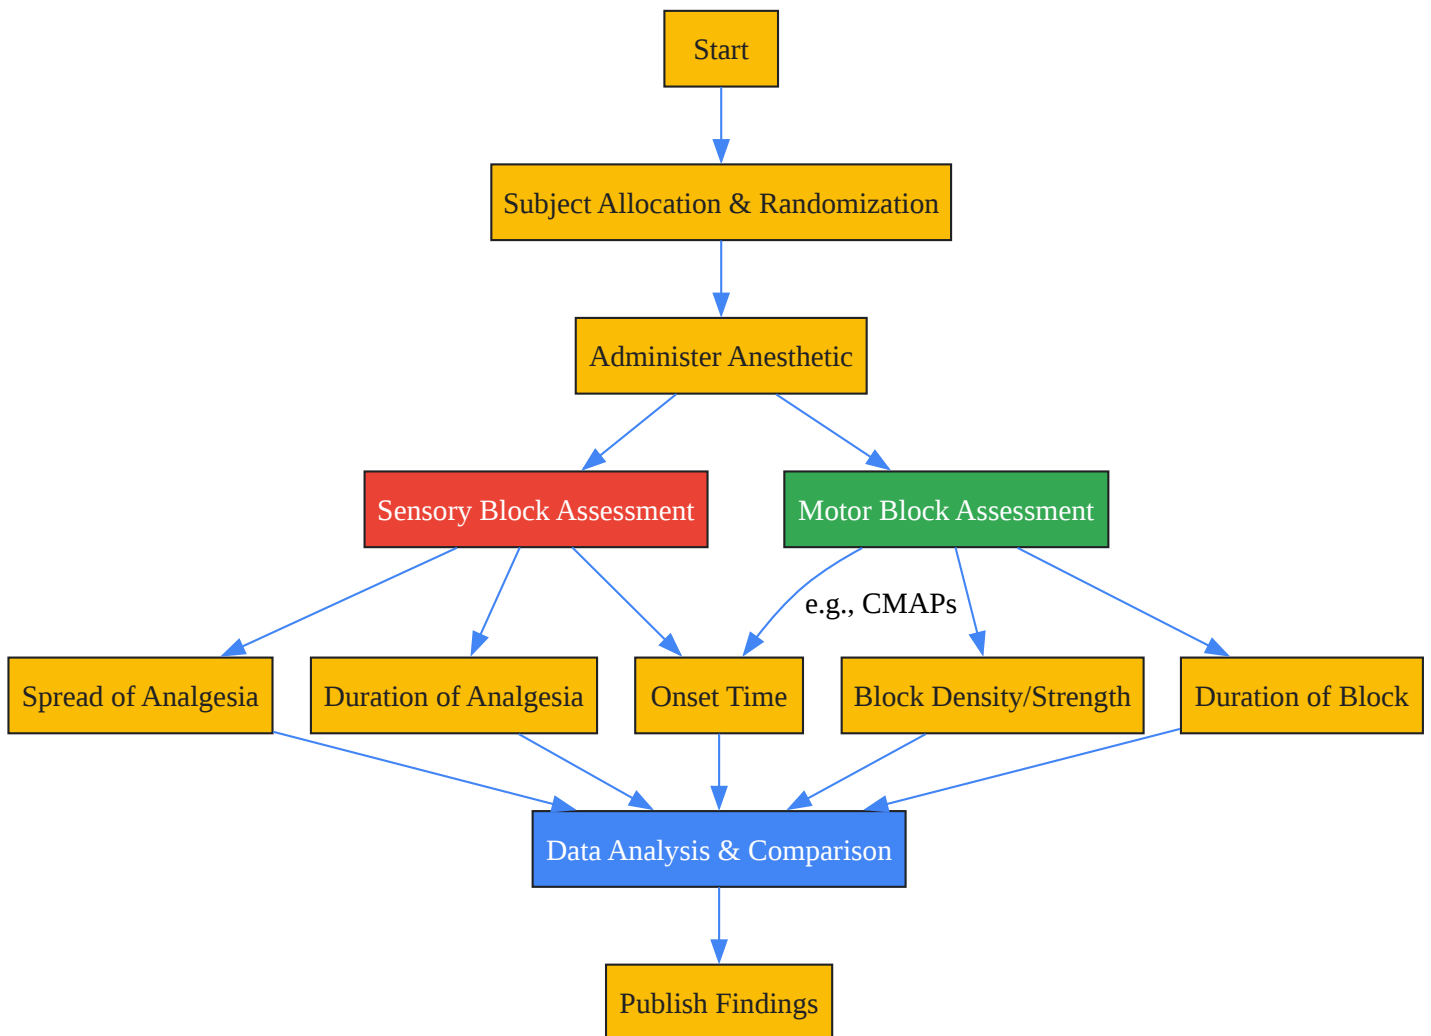 Start
Subject Allocation & Randomization
Administer Anesthetic
Sensory Block Assessment
Motor Block Assessment
e.g., CMAPs
Spread of Analgesia
Duration of Analgesia
Onset Time
Block Density/Strength
Duration of Block
Data Analysis & Comparison
Publish Findings